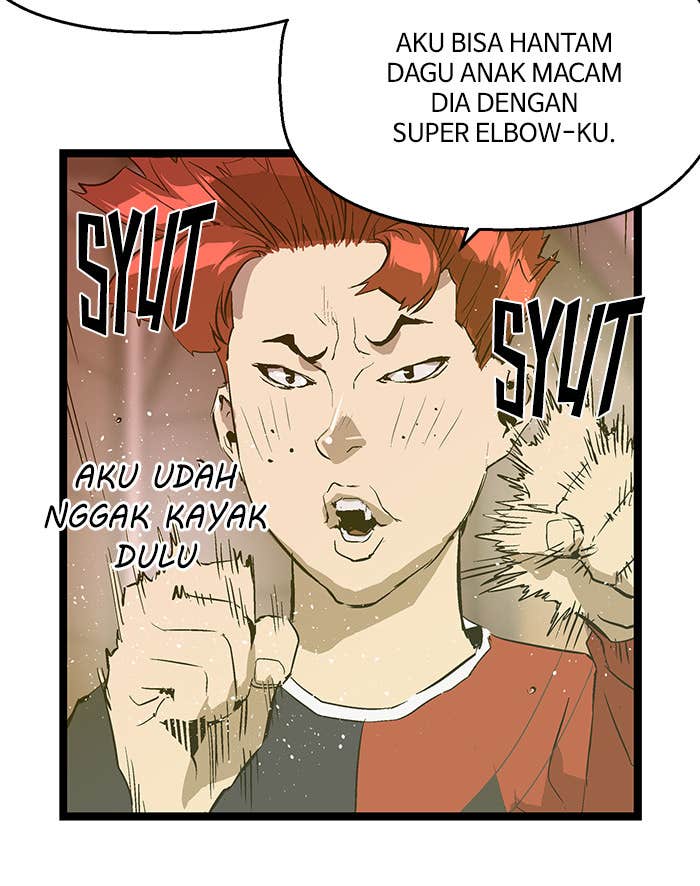 AKU BISA HANTAM
DAGU ANAK MACAM
DIA DENGAN
SUPER ELBOW-KU.
SYUT
SYUT
AKU UDAH
NGGAK KAYAK
DULU